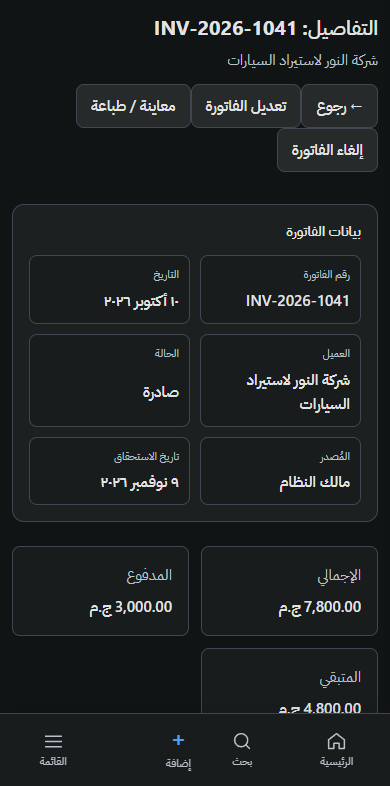 التفاصيل: INV-2026-1041
شركة النور لاستيراد السيارات
← رجوع
تعديل الفاتورة
معاينة / طباعة
إلغاء الفاتورة
بيانات الفاتورة
رقم الفاتورة
INV-2026-1041
التاريخ
١٠ أكتوبر ٢٠٢٦
العميل
شركة النور لاستيراد
السيارات
الحالة
صادرة
المُصدر
مالك النظام
تاريخ الاستحقاق
٩ نوفمبر ٢٠٢٦
الإجمالي
7,800.00 ج.م
المدفوع
3,000.00 ج.م
المتبقي
4,800.00 ج.م
الرئيسية
بحث
إضافة
القائمة